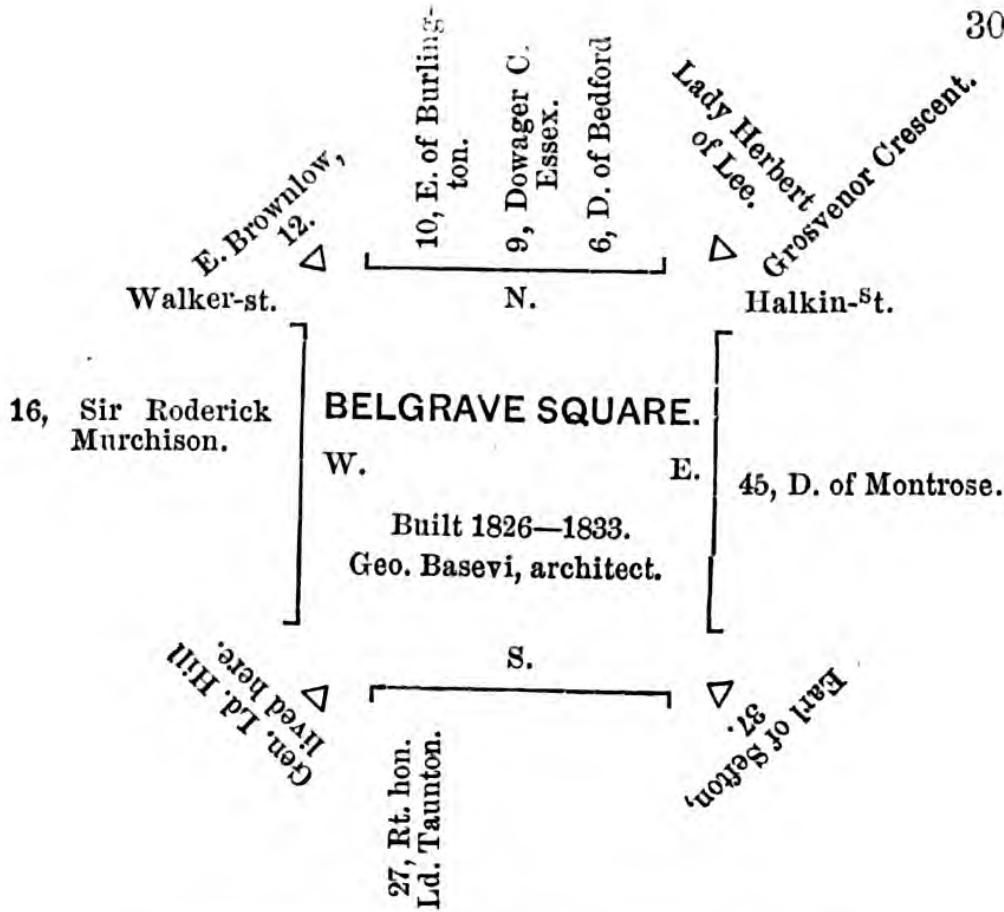 30
10, E. of Burling-
ton.
9, Dowager C.
Essex.
6, D. of Bedford
Lady Herbert
of Lee.
Grosvenor Crescent.
E. Brownlow,
12.
Walker-st.
N.
Halkin-St.
16, Sir Roderick
Murchison.
BELGRAVE SQUARE.
W.
E.
45, D. of Montrose.
Built 1826—1833.
Geo. Basevi, architect.
S.
Gen. Ld. Hill
lived here.
27, Rt. hon.
Ld. Taunton.
Earl of Sefton,
37.